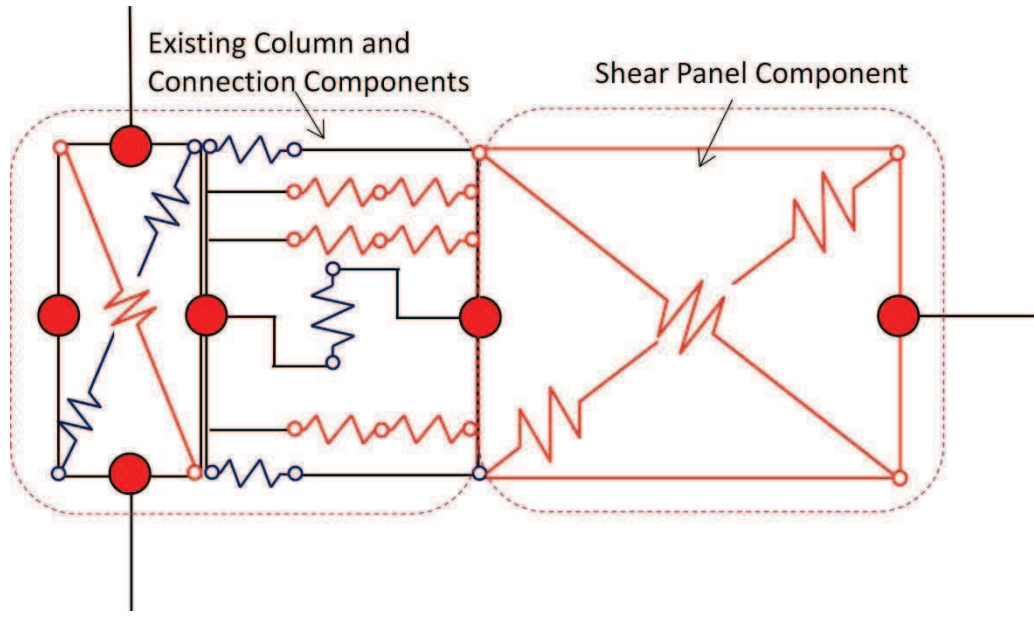 Existing Column and
Connection Components
Shear Panel Component